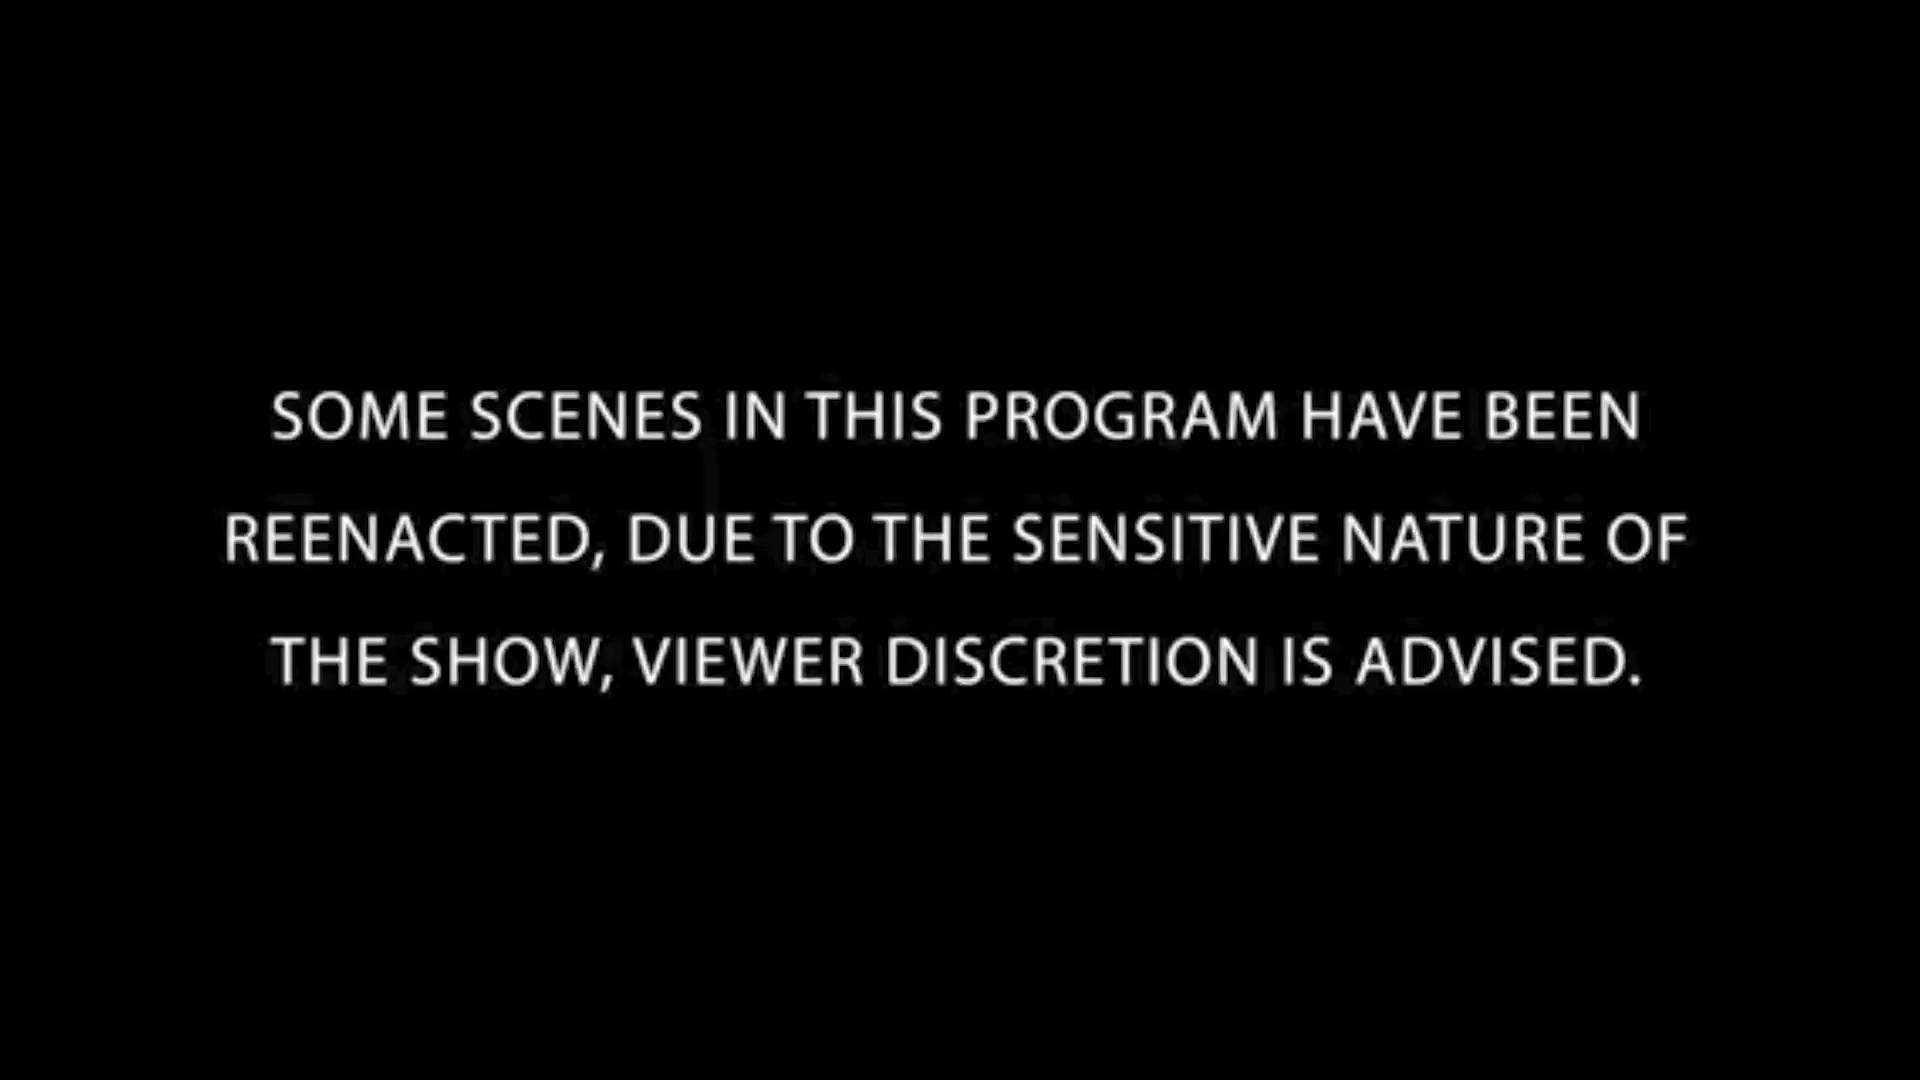 SOME SCENES IN THIS PROGRAM HAVE BEEN
REENACTED, DUE TO THE SENSITIVE NATURE OF
THE SHOW, VIEWER DISCRETION IS ADVISED.